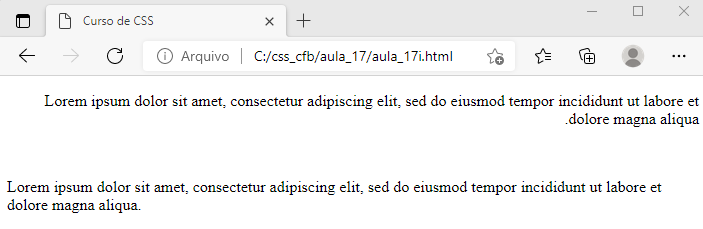 Curso de CSS
Arquivo C:/css_cfb/aula_17/aula_17i.html
Lorem ipsum dolor sit amet, consectetur adipiscing elit, sed do eiusmod tempor incididunt ut labore et
.dolore magna aliqua
Lorem ipsum dolor sit amet, consectetur adipiscing elit, sed do eiusmod tempor incididunt ut labore et
dolore magna aliqua.